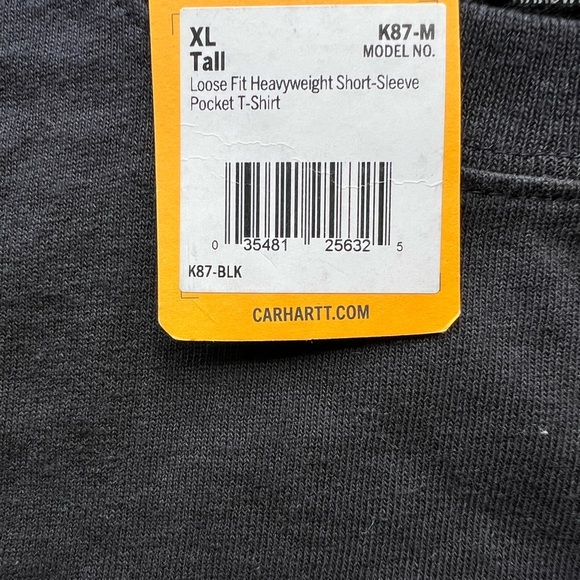 XL
Tall
K87-M
MODEL NO.
Loose Fit Heavyweight Short-Sleeve
Pocket T-Shirt
0 35481 25632 5
K87-BLK
CARHARTT.COM